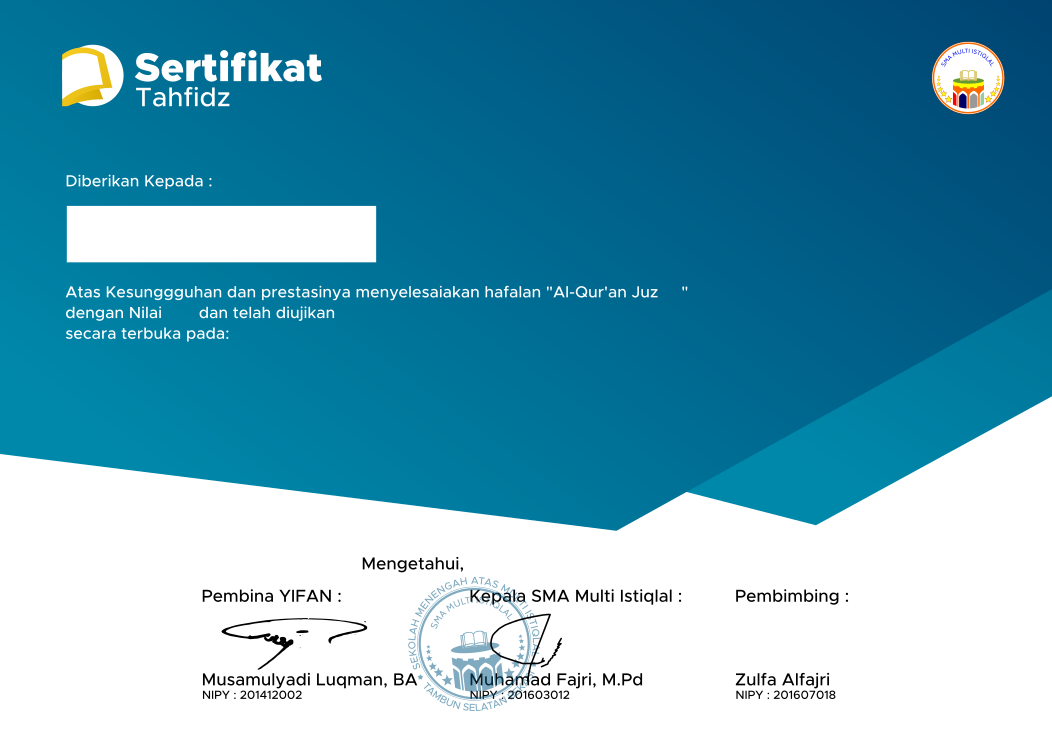 Sertifikat
Tahfidz
SMA MULTI ISTIQLAL
Diberikan Kepada :
Atas Kesunggguhan dan prestasinya menyelesaiakan hafalan "Al-Qur'an Juz "
dengan Nilai dan telah diujikan
secara terbuka pada:
Mengetahui,
Pembina YIFAN :
Kepala SMA Multi Istiqlal :
Pembimbing :
SEKOLAH MENENGAH ATAS MULTI ISTIQLAL
SMA MULTI ISTIQLAL
TAMBUN SELATAN
Musamulyadi Luqman, BA
NIPY : 201412002
Muhamad Fajri, M.Pd
NIPY : 201603012
Zulfa Alfajri
NIPY : 201607018